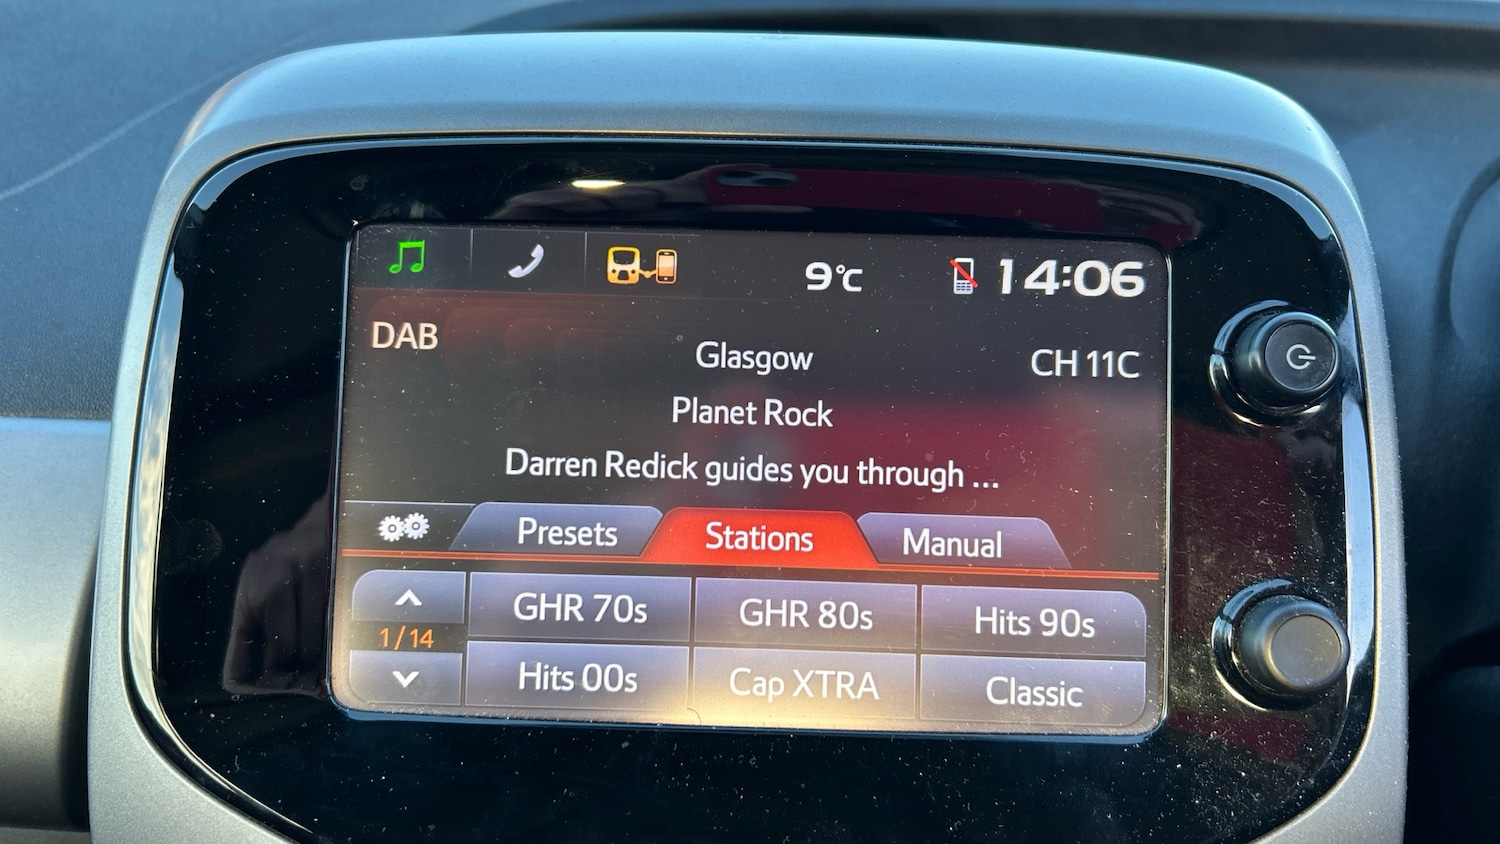 9°C
14:06
DAB
Glasgow
CH 11C
Planet Rock
Darren Redick guides you through ...
Presets
Stations
Manual
GHR 70s
GHR 80s
Hits 90s
1/14
Hits 00s
Cap XTRA
Classic